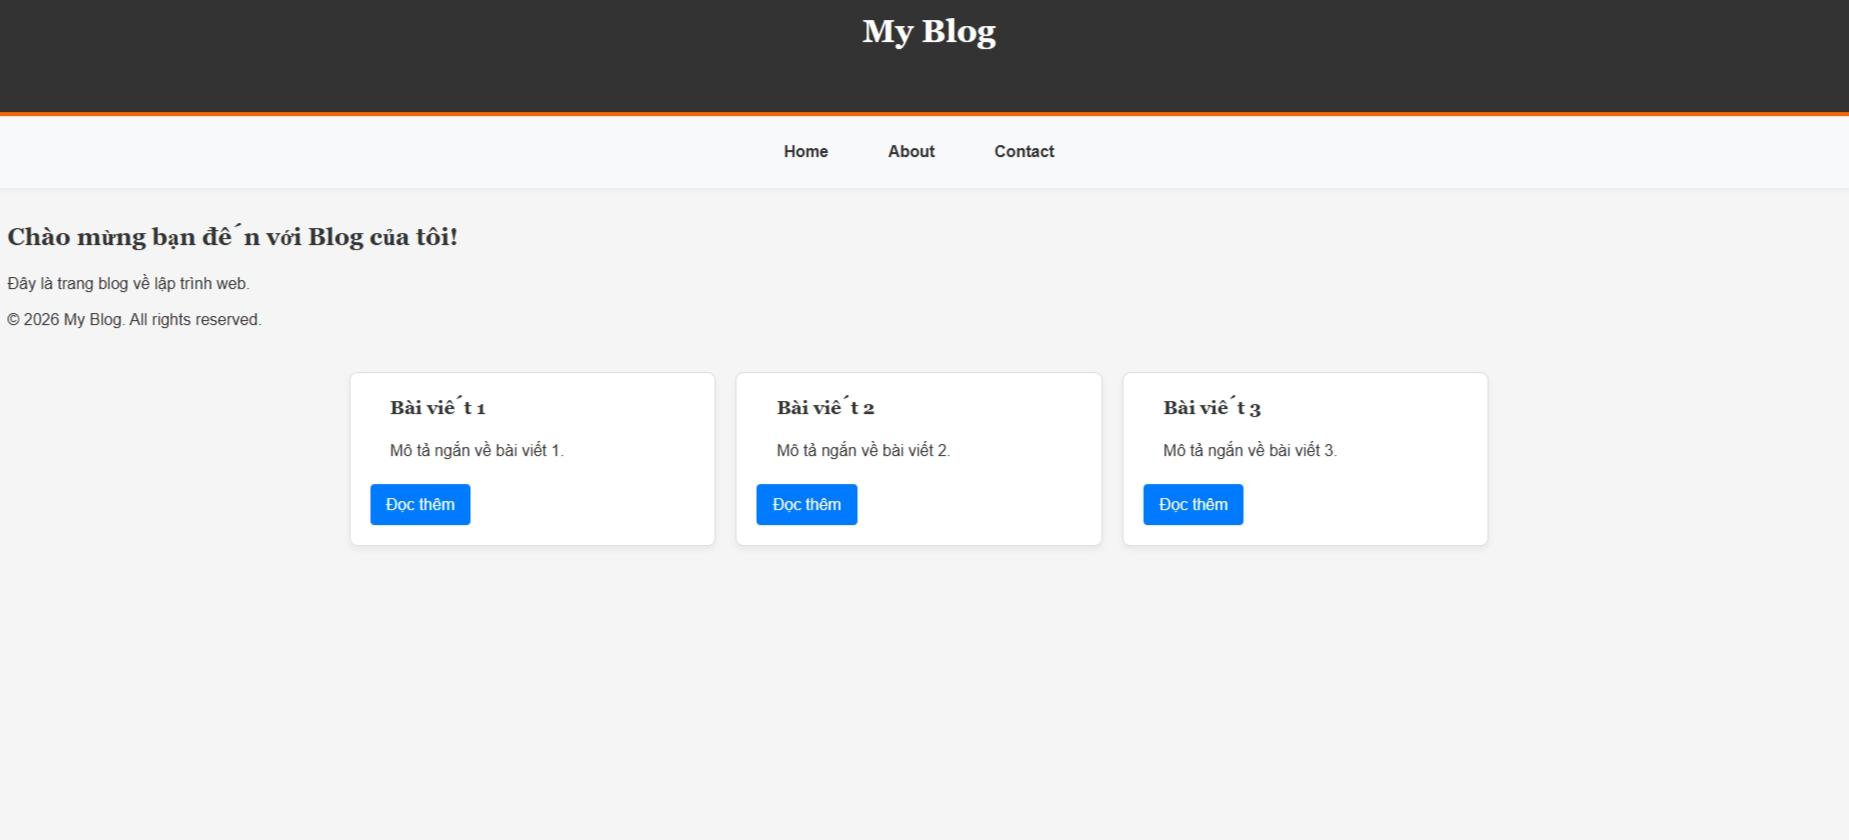 My Blog
Home About Contact
Chào mừng bạn đến với Blog của tôi!
Đây là trang blog về lập trình web.
© 2026 My Blog. All rights reserved.
Bài viết 1
Mô tả ngắn về bài viết 1.
Đọc thêm
Bài viết 2
Mô tả ngắn về bài viết 2.
Đọc thêm
Bài viết 3
Mô tả ngắn về bài viết 3.
Đọc thêm